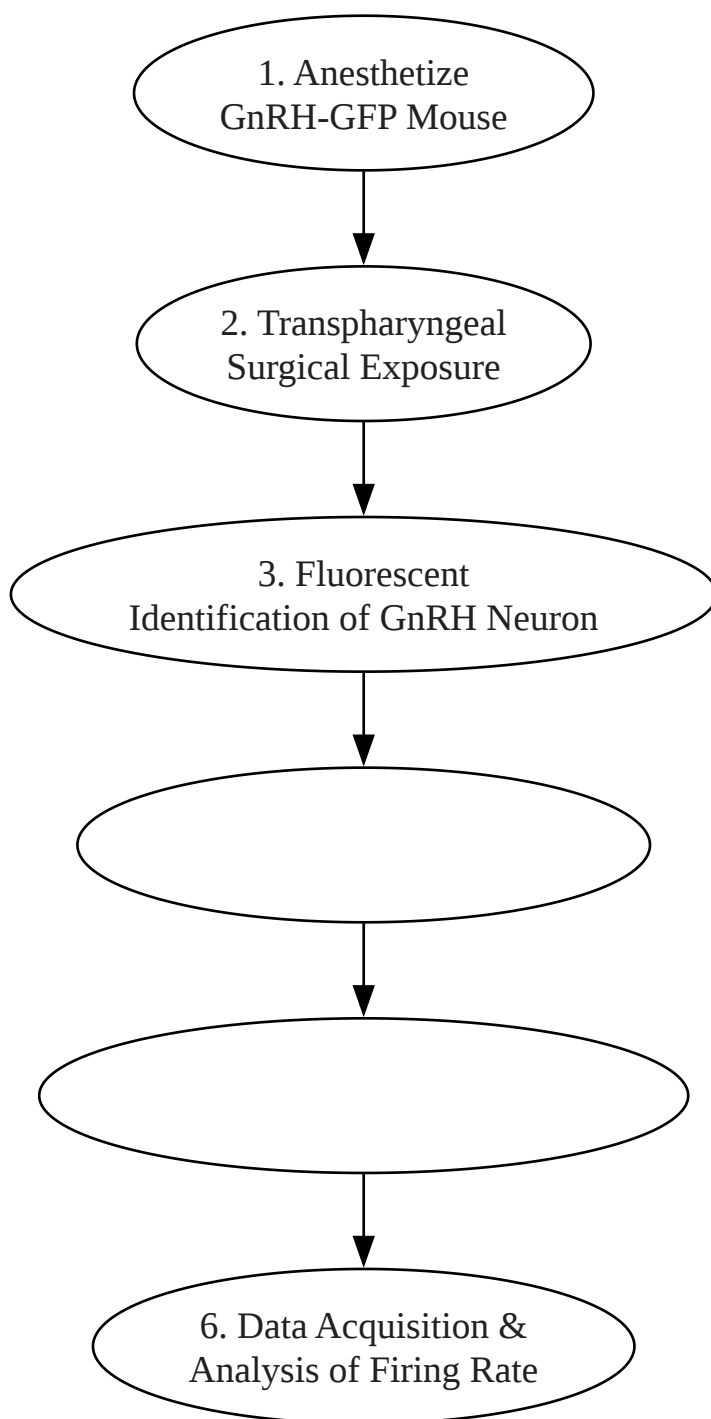 1. Anesthetize
GnRH-GFP Mouse
2. Transpharyngeal
Surgical Exposure
3. Fluorescent
Identification of GnRH Neuron
6. Data Acquisition &
Analysis of Firing Rate